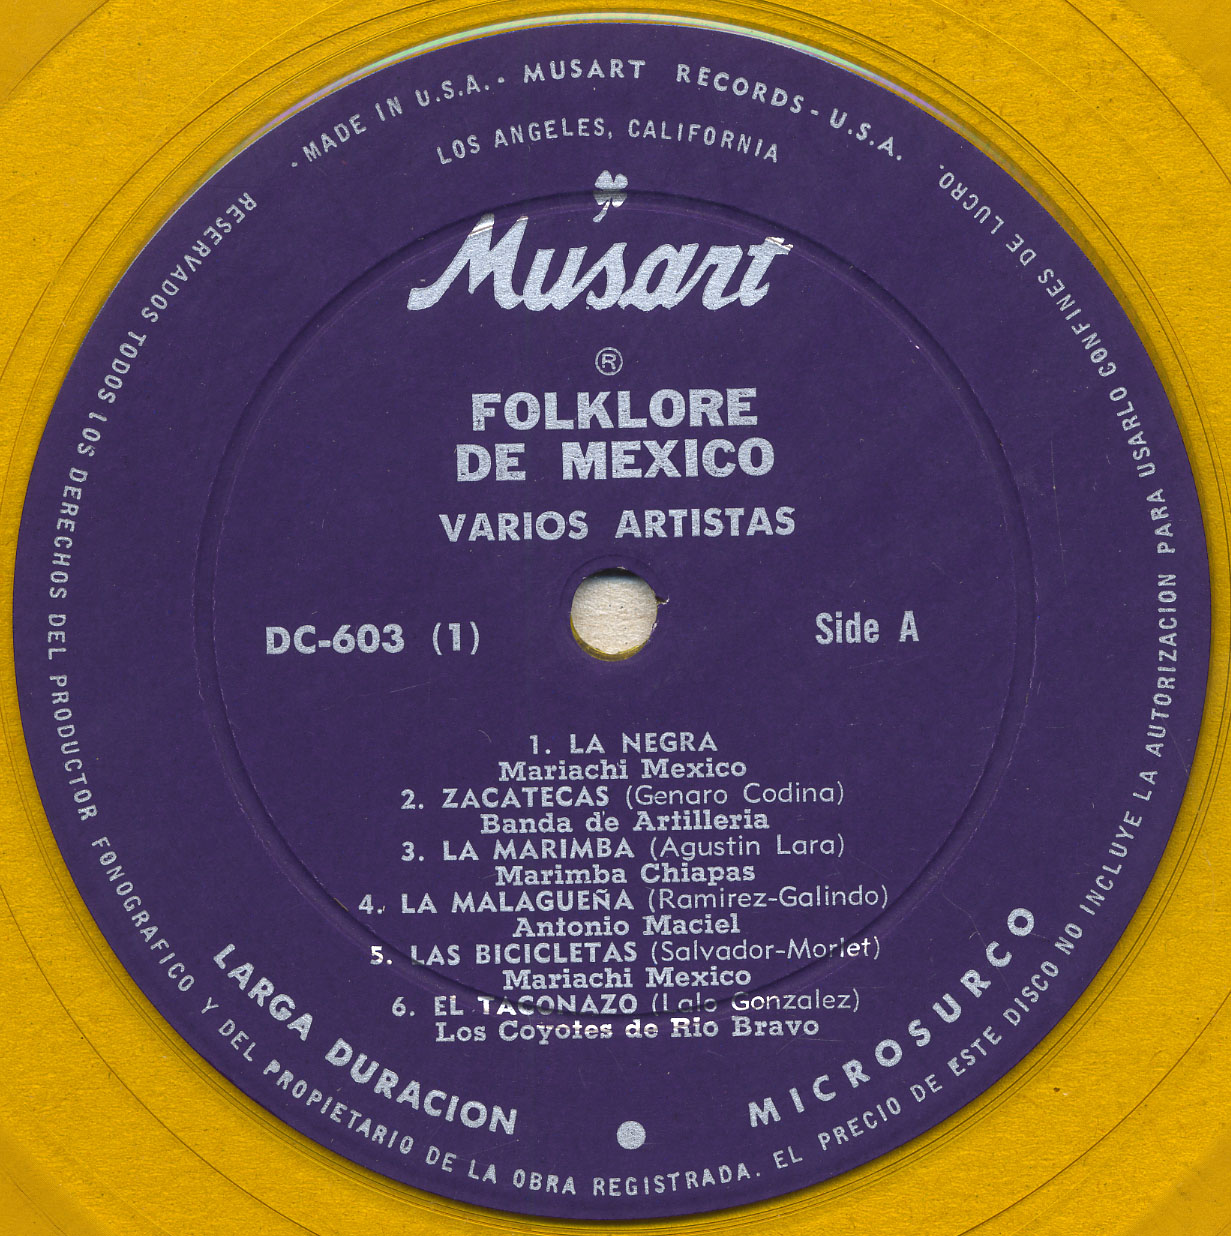 · MADE IN U.S.A. · MUSART RECORDS - U.S.A.
LOS ANGELES, CALIFORNIA
Musart
®
FOLKLORE
DE MEXICO
VARIOS ARTISTAS
DC-603 (1)
Side A
1. LA NEGRA
Mariachi Mexico
2. ZACATECAS (Genaro Codina)
Banda de Artilleria
3. LA MARIMBA (Agustin Lara)
Marimba Chiapas
4. LA MALAGUEÑA (Ramirez-Galindo)
Antonio Maciel
5. LAS BICICLETAS (Salvador-Morlet)
Mariachi Mexico
6. EL TACONAZO (Lalo Gonzalez)
Los Coyotes de Rio Bravo
LARGA DURACION
MICROSURCO
RESERVADOS TODOS LOS DERECHOS DEL PRODUCTOR FONOGRAFICO Y DEL PROPIETARIO DE LA OBRA REGISTRADA. EL PRECIO DE ESTE DISCO NO INCLUYE LA AUTORIZACION PARA USARLO CONFINES DE LUCRO.